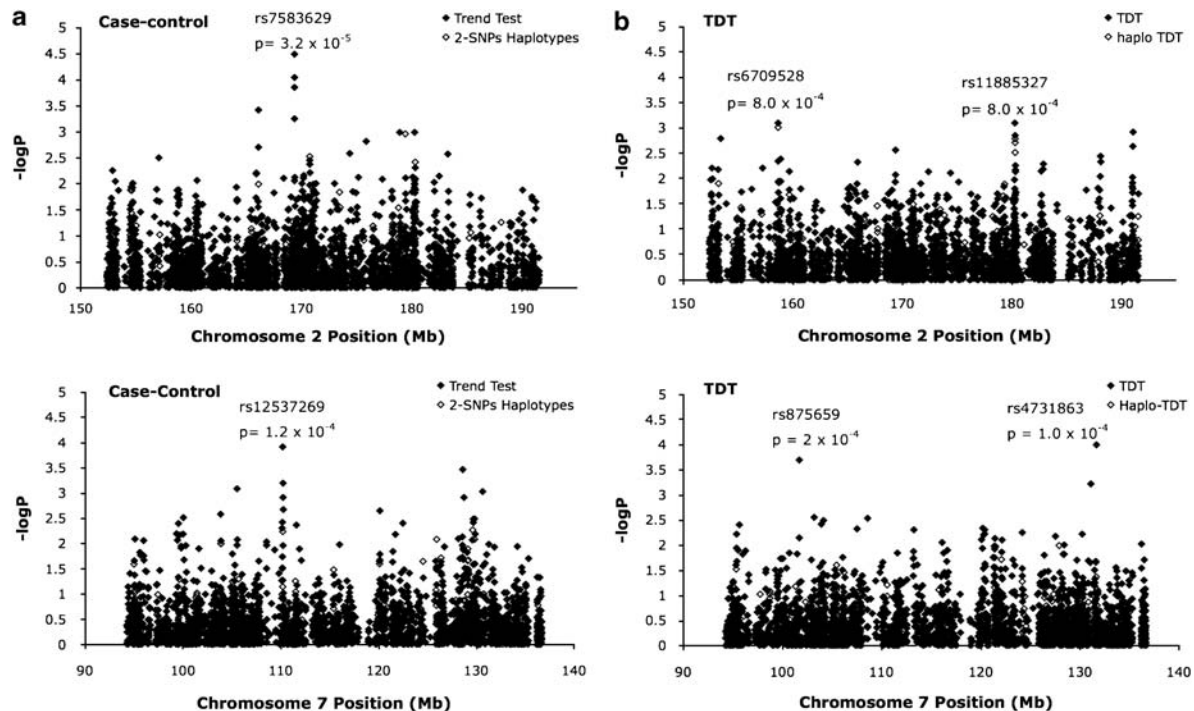 a
Case-control
rs7583629
p= 3.2 x 10⁻⁵
◆ Trend Test
◇ 2-SNPs Haplotypes
-logP
5
4.5
4
3.5
3
2.5
2
1.5
1
0.5
0
150 160 170 180 190
Chromosome 2 Position (Mb)
b
TDT
rs6709528
p= 8.0 x 10⁻⁴
rs11885327
p= 8.0 x 10⁻⁴
◆ TDT
◇ haplo TDT
-logP
5
4.5
4
3.5
3
2.5
2
1.5
1
0.5
0
150 160 170 180 190
Chromosome 2 Position (Mb)
Case-Control
rs12537269
p= 1.2 x 10⁻⁴
◆ Trend Test
◇ 2-SNPs Haplotypes
-logP
5
4.5
4
3.5
3
2.5
2
1.5
1
0.5
0
90 100 110 120 130 140
Chromosome 7 Position (Mb)
TDT
rs875659
p = 2 x 10⁻⁴
rs4731863
p = 1.0 x 10⁻⁴
◆ TDT
◇ Haplo-TDT
-logP
5
4.5
4
3.5
3
2.5
2
1.5
1
0.5
0
90 100 110 120 130 140
Chromosome 7 Position (Mb)